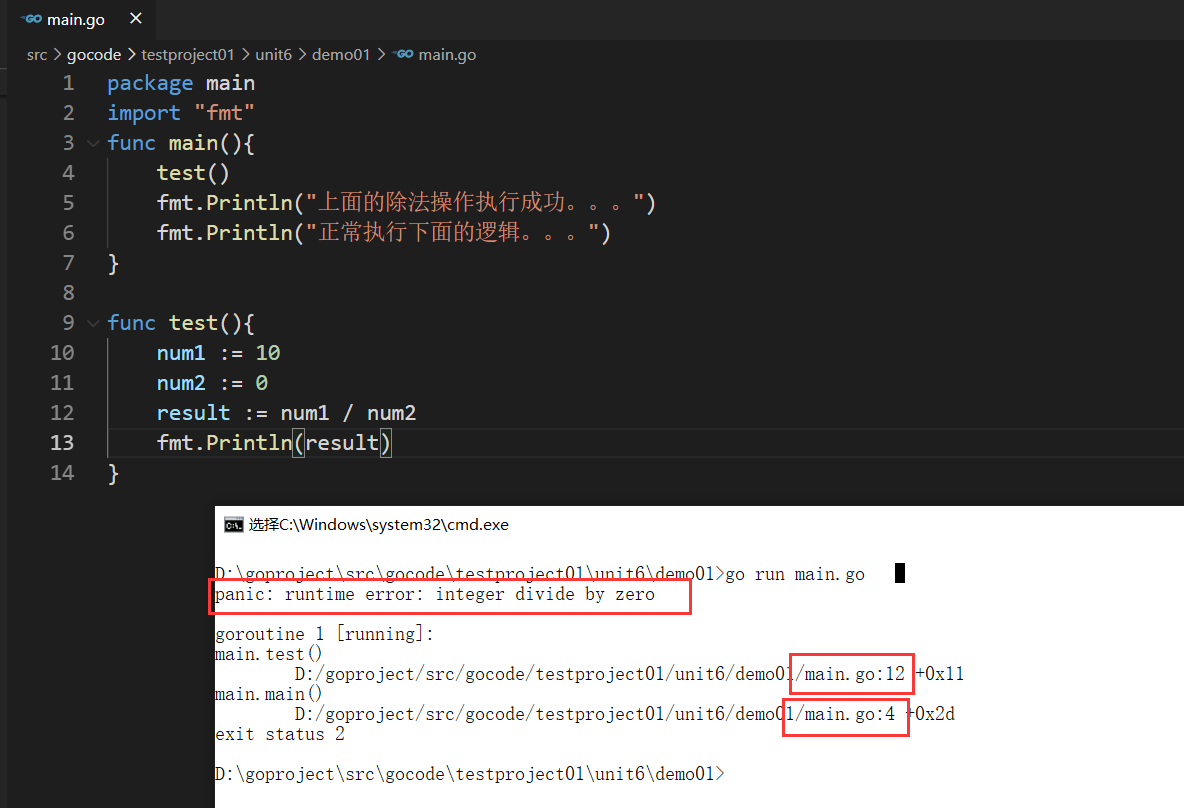 GO main.go ×
src > gocode > testproject01 > unit6 > demo01 > GO main.go
1 package main
2 import "fmt"
3 func main(){
4 test()
5 fmt.Println("上面的除法操作执行成功。。。")
6 fmt.Println("正常执行下面的逻辑。。。")
7 }
8
9 func test(){
10 num1 := 10
11 num2 := 0
12 result := num1 / num2
13 fmt.Println(result)
14 }
C:\. 选择C:\Windows\system32\cmd.exe
D:\goproject\src\gocode\testproject01\unit6\demo01>go run main.go
panic: runtime error: integer divide by zero
goroutine 1 [running]:
main.test()
D:/goproject/src/gocode/testproject01/unit6/demo01/main.go:12 +0x11
main.main()
D:/goproject/src/gocode/testproject01/unit6/demo01/main.go:4 +0x2d
exit status 2
D:\goproject\src\gocode\testproject01\unit6\demo01>